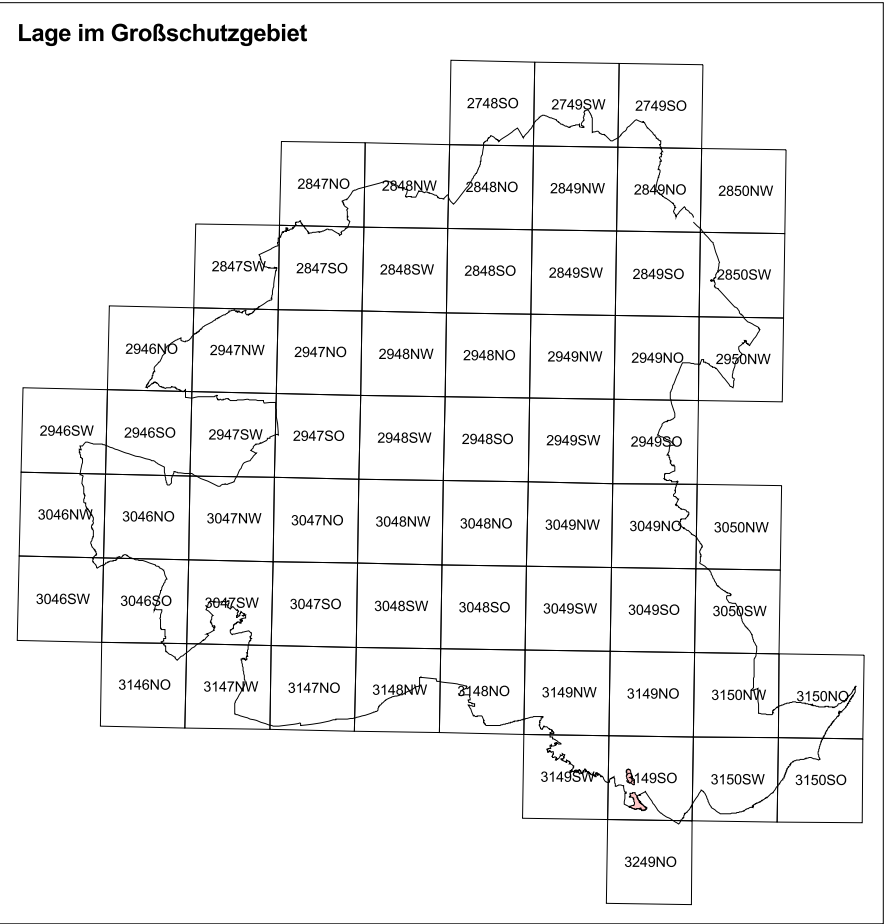 Lage im Großschutzgebiet
2748SO 2749SW 2749SO
2847NO 2848NW 2848NO 2849NW 2849NO 2850NW
2847SW 2847SO 2848SW 2848SO 2849SW 2849SO 2850SW
2946NO 2947NW 2947NO 2948NW 2948NO 2949NW 2949NO 2950NW
2946SW 2946SO 2947SW 2947SO 2948SW 2948SO 2949SW 2949SO
3046NW 3046NO 3047NW 3047NO 3048NW 3048NO 3049NW 3049NO 3050NW
3046SW 3046SO 3047SW 3047SO 3048SW 3048SO 3049SW 3049SO 3050SW
3146NO 3147NW 3147NO 3148NW 3148NO 3149NW 3149NO 3150NW 3150NO
3149SW 3149SO 3150SW 3150SO
3249NO